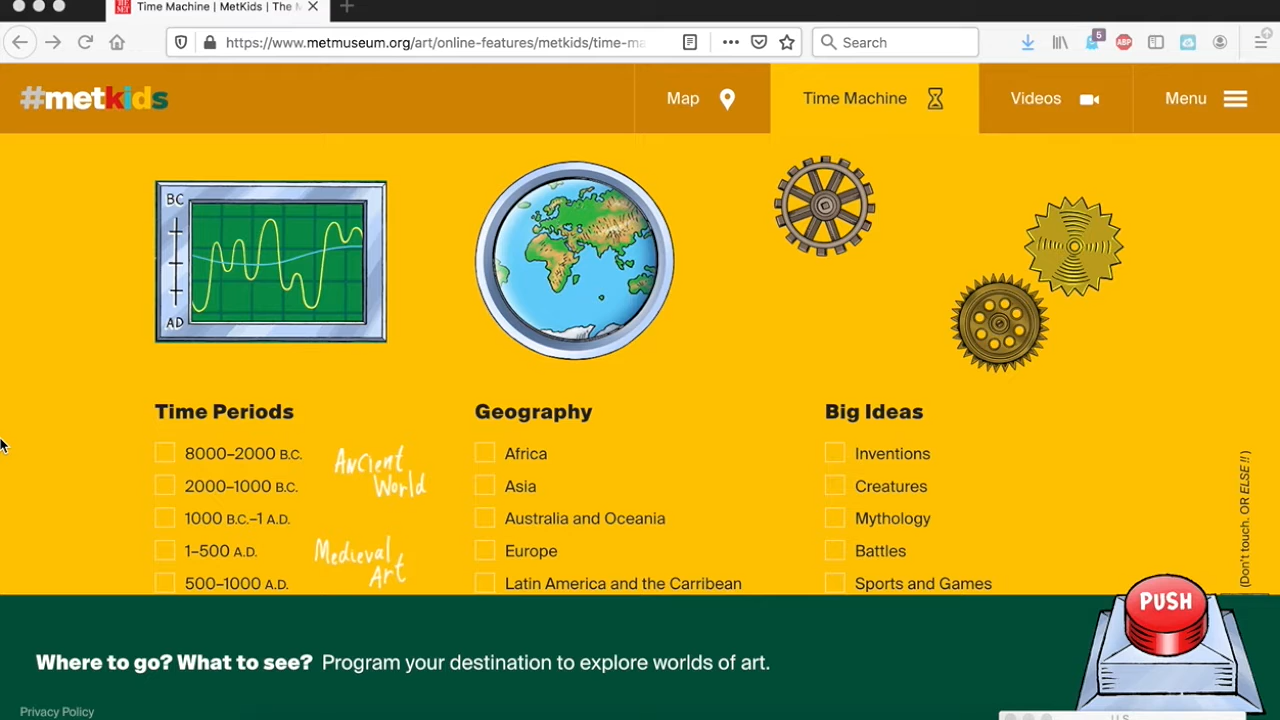 Time Machine | MetKids | The M
https://www.metmuseum.org/art/online-features/metkids/time-ma
Search
5
ABP
#metkids
Map
Time Machine
Videos
Menu
BC
AD
Time Periods
8000–2000 B.C.
2000–1000 B.C.
1000 B.C.–1 A.D.
1–500 A.D.
500–1000 A.D.
Ancient
World
Medieval
Art
Geography
Africa
Asia
Australia and Oceania
Europe
Latin America and the Carribean
Big Ideas
Inventions
Creatures
Mythology
Battles
Sports and Games
(Don't touch. OR ELSE!!)
PUSH
Where to go? What to see? Program your destination to explore worlds of art.
Privacy Policy